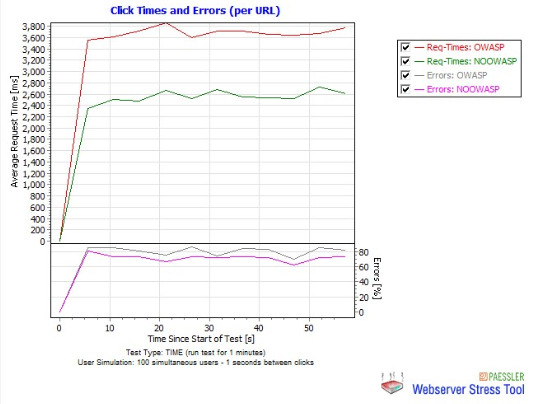 Click Times and Errors (per URL)
Average Request Time [ms]
3,800
3,600
3,400
3,200
3,000
2,800
2,600
2,400
2,200
2,000
1,800
1,600
1,400
1,200
1,000
800
600
400
200
0
Req-Times: OWASP
Req-Times: NOOWASP
Errors: OWASP
Errors: NOOWASP
80
60
40
20
0
Errors [%]
0 10 20 30 40 50
Time Since Start of Test [s]
Test Type: TIME (run test for 1 minutes)
User Simulation: 100 simultaneous users - 1 seconds between clicks
PAESSLER
Webserver Stress Tool